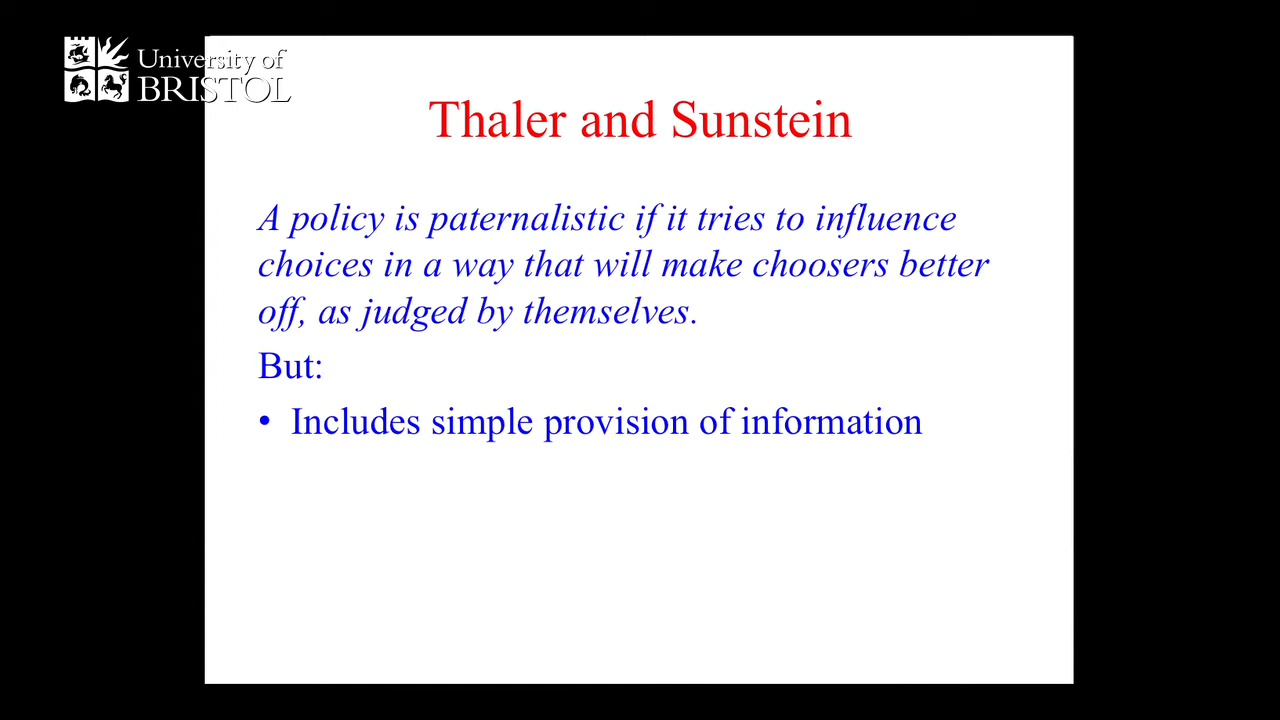 University of
BRISTOL
Thaler and Sunstein
A policy is paternalistic if it tries to influence
choices in a way that will make choosers better
off, as judged by themselves.
But:
• Includes simple provision of information